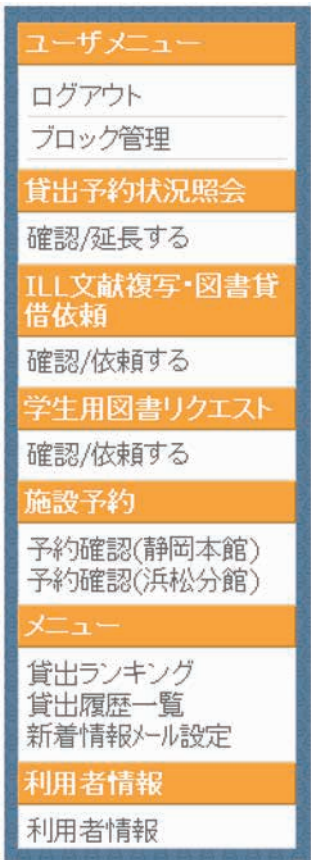 ユーザメニュー
ログアウト
ブロック管理
貸出予約状況照会
確認/延長する
ILL文献複写・図書貸
借依頼
確認/依頼する
学生用図書リクエスト
確認/依頼する
施設予約
予約確認(静岡本館)
予約確認(浜松分館)
メニュー
貸出ランキング
貸出履歴一覧
新着情報メール設定
利用者情報
利用者情報